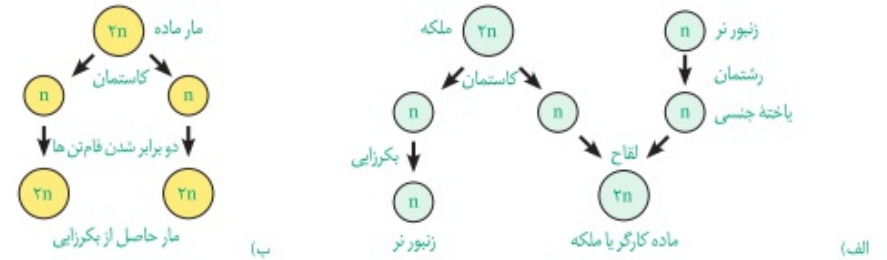 زنبور نر
n
رشتمان
n
یاختهٔ جنسی
ملکه
۲n
کاستمان
n
n
لقاح
بکرزایی
۲n
ماده کارگر یا ملکه
n
زنبور نر
الف)
مار ماده
۲n
کاستمان
n
n
دو برابر شدن فام‌تن ها
۲n
۲n
مار حاصل از بکرزایی
ب)